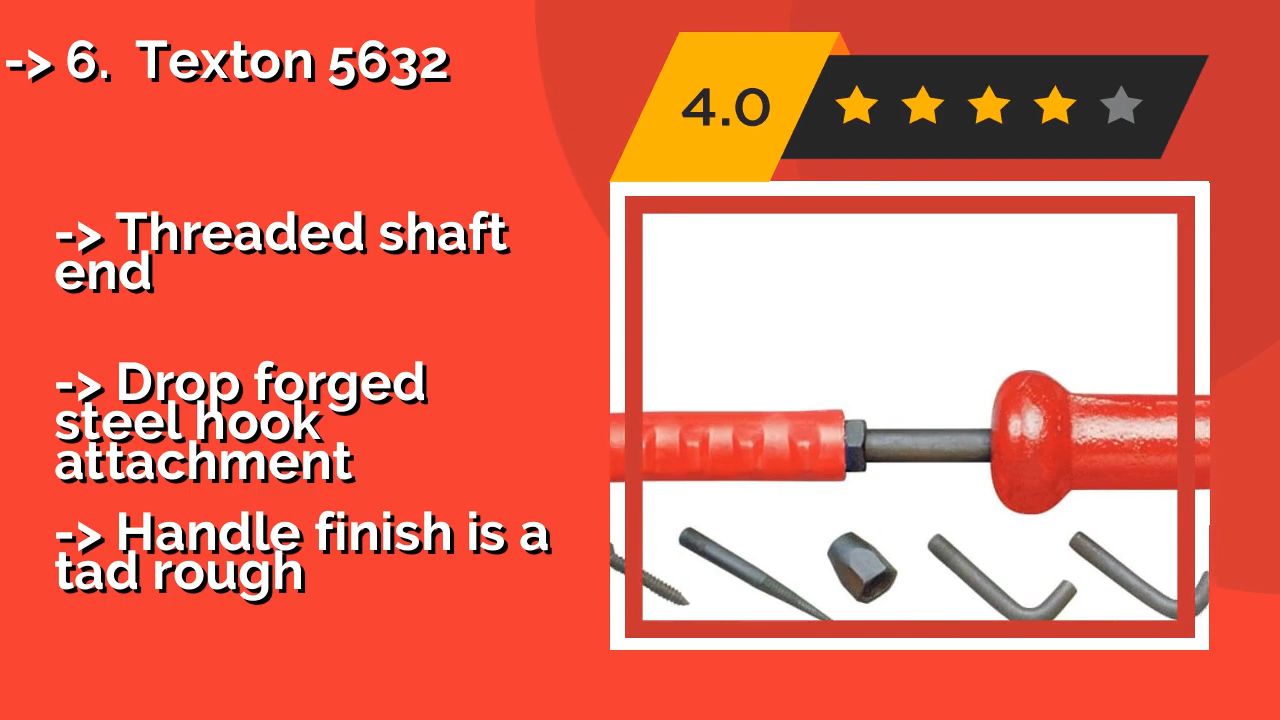 -> 6.  Texton 5632
4.0
-> Threaded shaft
end
-> Drop forged
steel hook
attachment
-> Handle finish is a
tad rough